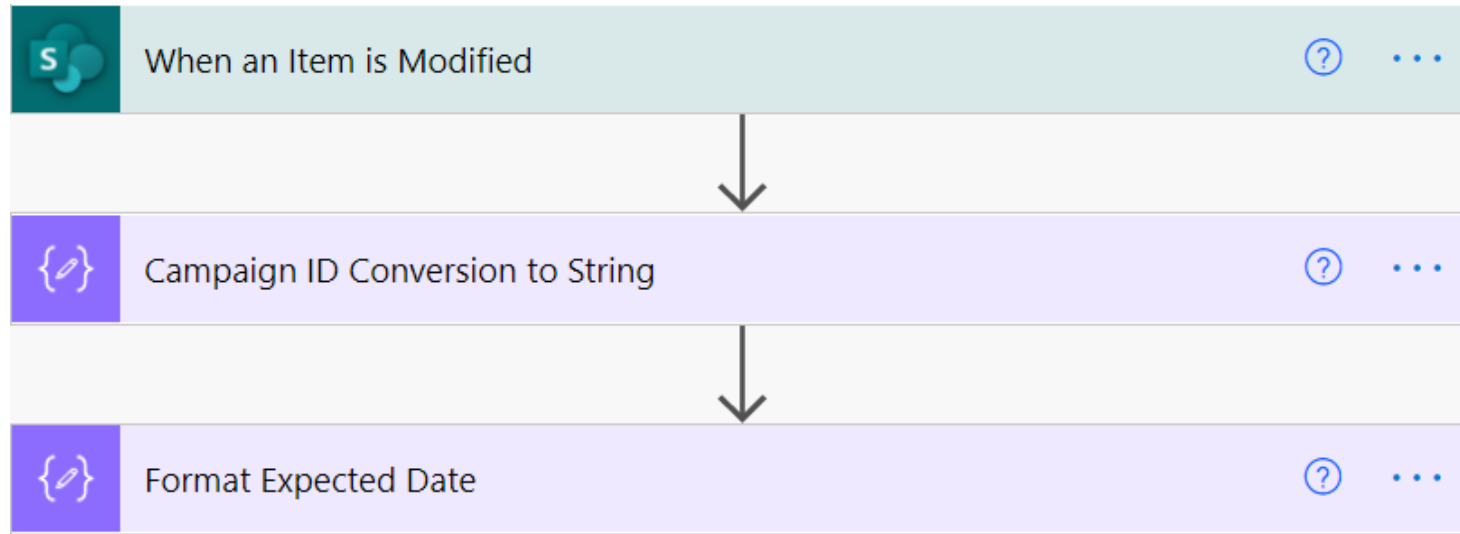 When an Item is Modified
Campaign ID Conversion to String
Format Expected Date